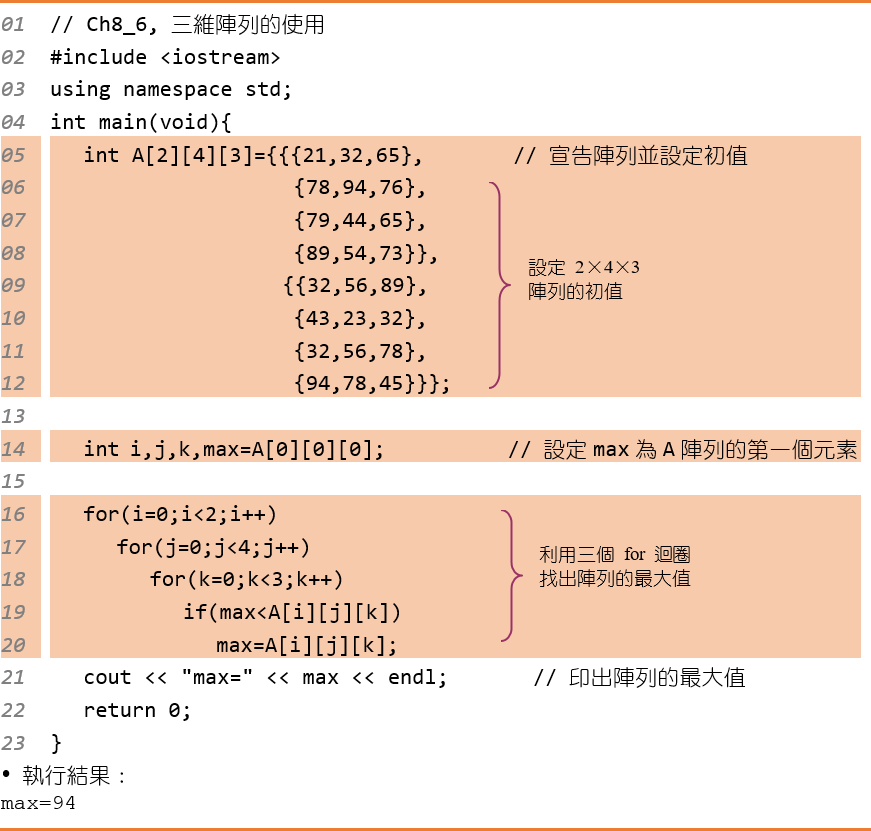 01 // Ch8_6, 三維陣列的使用
02 #include <iostream>
03 using namespace std;
04 int main(void){
05 int A[2][4][3]={{{21,32,65}, // 宣告陣列並設定初值
06 {78,94,76},
07 {79,44,65},
08 {89,54,73}},
設定 2×4×3
09 {{32,56,89},
陣列的初值
10 {43,23,32},
11 {32,56,78},
12 {94,78,45}}};
13
14 int i,j,k,max=A[0][0][0]; // 設定 max 為 A 陣列的第一個元素
15
16 for(i=0;i<2;i++)
17 for(j=0;j<4;j++)
利用三個 for 迴圈
18 for(k=0;k<3;k++)
找出陣列的最大值
19 if(max<A[i][j][k])
20 max=A[i][j][k];
21 cout << "max=" << max << endl; // 印出陣列的最大值
22 return 0;
23 }
• 執行結果：
max=94